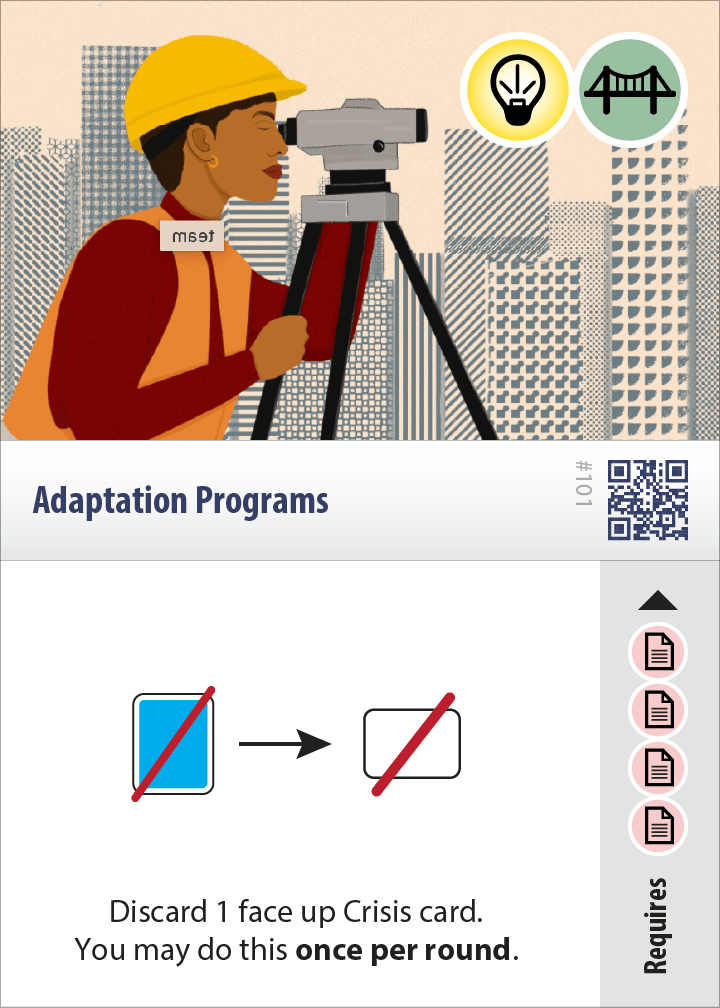 team
Adaptation Programs
#101
Discard 1 face up Crisis card.
You may do this once per round.
Requires